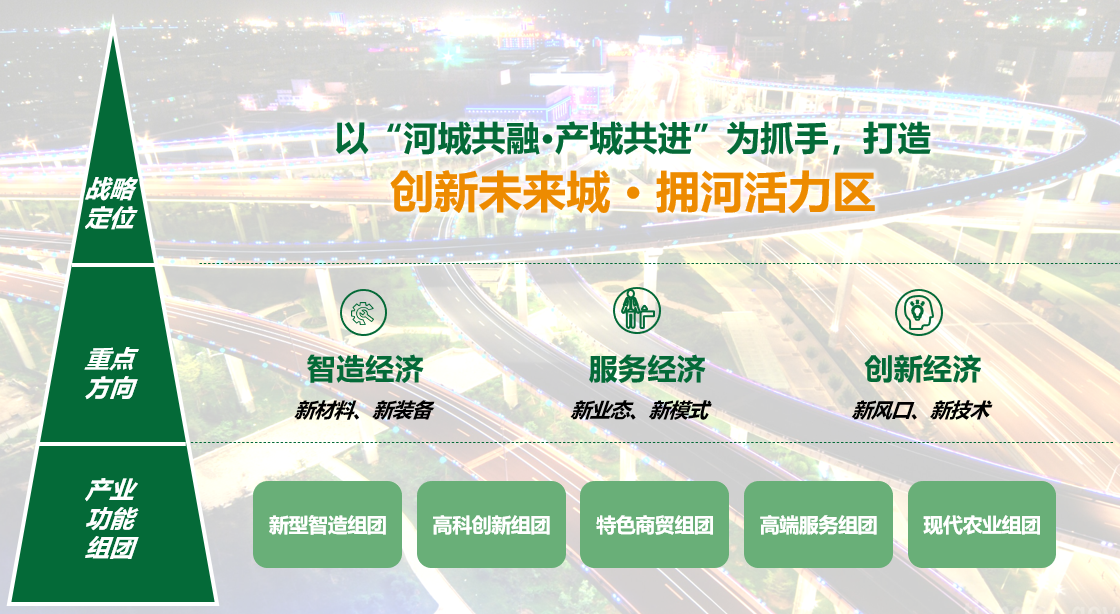 以“河城共融·产城共进”为抓手，打造
创新未来城·拥河活力区
战略
定位
重点
方向
智造经济
服务经济
创新经济
新材料、新装备
新业态、新模式
新风口、新技术
产业
功能
组团
新型智造组团
高科创新组团
特色商贸组团
高端服务组团
现代农业组团